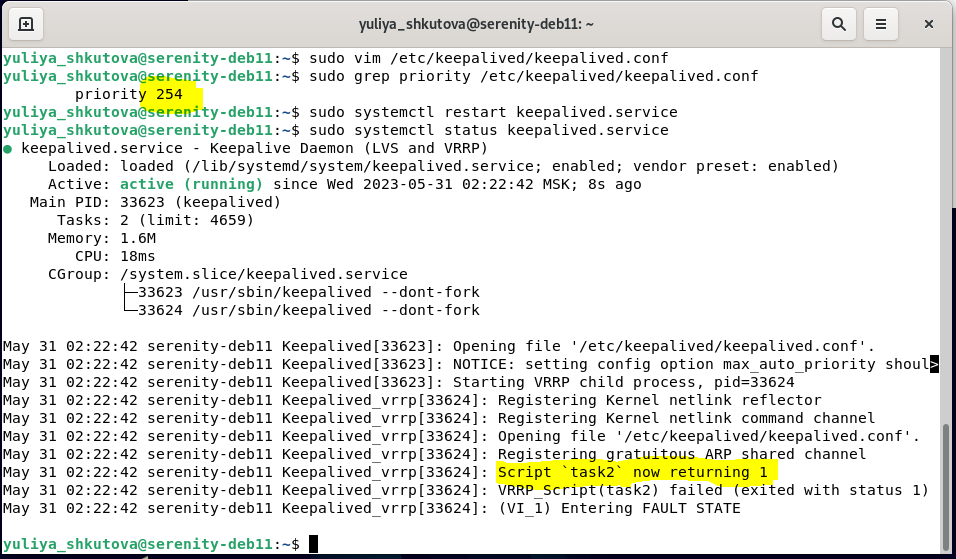 yuliya_shkutova@serenity-deb11: ~
yuliya_shkutova@serenity-deb11:~$ sudo vim /etc/keepalived/keepalived.conf
yuliya_shkutova@serenity-deb11:~$ sudo grep priority /etc/keepalived/keepalived.conf
        priority 254
yuliya_shkutova@serenity-deb11:~$ sudo systemctl restart keepalived.service
yuliya_shkutova@serenity-deb11:~$ sudo systemctl status keepalived.service
● keepalived.service - Keepalive Daemon (LVS and VRRP)
     Loaded: loaded (/lib/systemd/system/keepalived.service; enabled; vendor preset: enabled)
     Active: active (running) since Wed 2023-05-31 02:22:42 MSK; 8s ago
   Main PID: 33623 (keepalived)
      Tasks: 2 (limit: 4659)
     Memory: 1.6M
        CPU: 18ms
     CGroup: /system.slice/keepalived.service
             ├─33623 /usr/sbin/keepalived --dont-fork
             └─33624 /usr/sbin/keepalived --dont-fork
May 31 02:22:42 serenity-deb11 Keepalived[33623]: Opening file '/etc/keepalived/keepalived.conf'.
May 31 02:22:42 serenity-deb11 Keepalived[33623]: NOTICE: setting config option max_auto_priority shoul>
May 31 02:22:42 serenity-deb11 Keepalived[33623]: Starting VRRP child process, pid=33624
May 31 02:22:42 serenity-deb11 Keepalived_vrrp[33624]: Registering Kernel netlink reflector
May 31 02:22:42 serenity-deb11 Keepalived_vrrp[33624]: Registering Kernel netlink command channel
May 31 02:22:42 serenity-deb11 Keepalived_vrrp[33624]: Opening file '/etc/keepalived/keepalived.conf'.
May 31 02:22:42 serenity-deb11 Keepalived_vrrp[33624]: Registering gratuitous ARP shared channel
May 31 02:22:42 serenity-deb11 Keepalived_vrrp[33624]: Script `task2` now returning 1
May 31 02:22:42 serenity-deb11 Keepalived_vrrp[33624]: VRRP_Script(task2) failed (exited with status 1)
May 31 02:22:42 serenity-deb11 Keepalived_vrrp[33624]: (VI_1) Entering FAULT STATE
yuliya_shkutova@serenity-deb11:~$